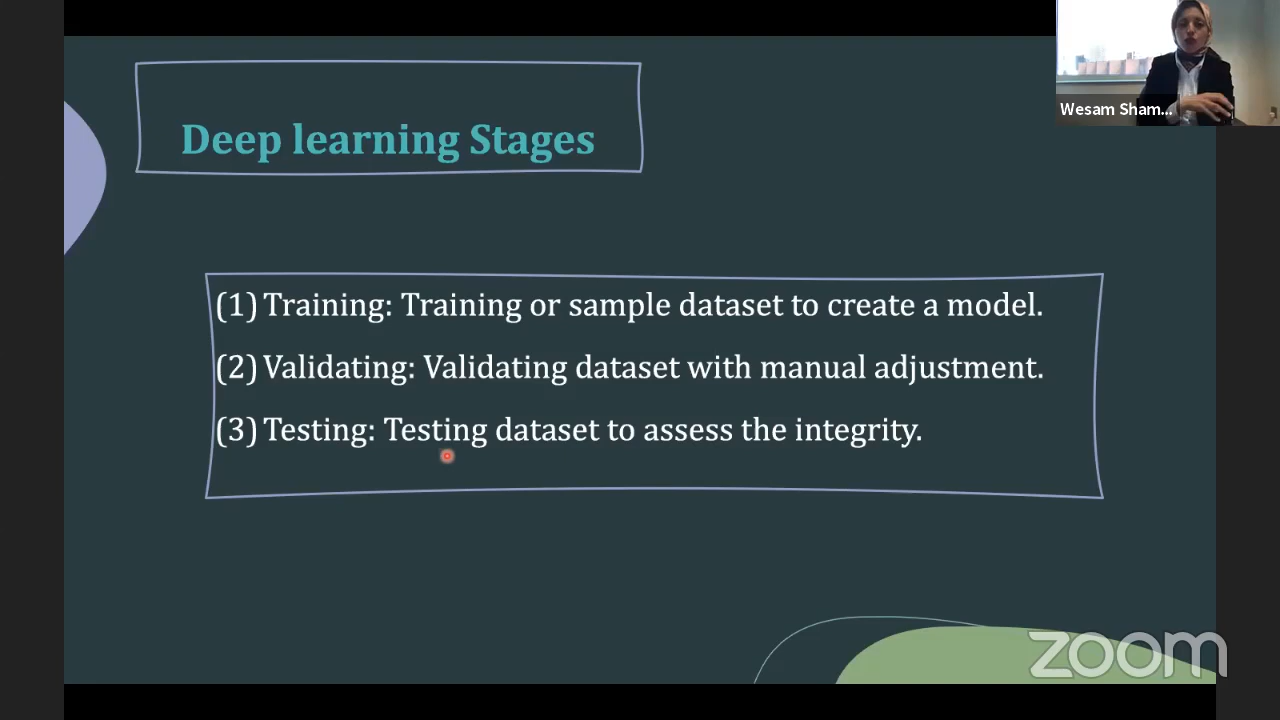 Wesam Sham...
Deep learning Stages
(1) Training: Training or sample dataset to create a model.
(2) Validating: Validating dataset with manual adjustment.
(3) Testing: Testing dataset to assess the integrity.
zoom